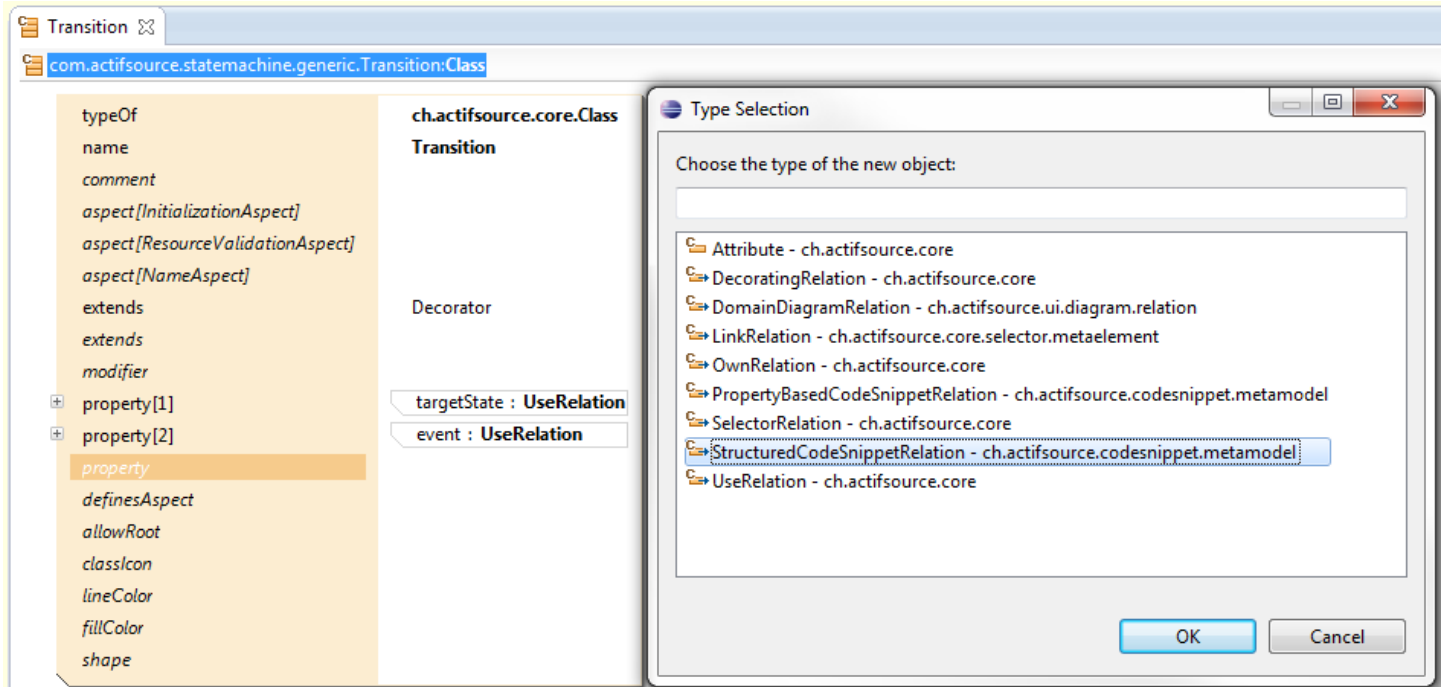 Transition
com.actifsource.statemachine.generic.Transition:Class
typeOf ch.actifsource.core.Class
name Transition
comment
aspect[InitializationAspect]
aspect[ResourceValidationAspect]
aspect[NameAspect]
extends Decorator
extends
modifier
property[1] targetState : UseRelation
property[2] event : UseRelation
property
definesAspect
allowRoot
classIcon
lineColor
fillColor
shape
Type Selection
Choose the type of the new object:
Attribute - ch.actifsource.core
DecoratingRelation - ch.actifsource.core
DomainDiagramRelation - ch.actifsource.ui.diagram.relation
LinkRelation - ch.actifsource.core.selector.metaelement
OwnRelation - ch.actifsource.core
PropertyBasedCodeSnippetRelation - ch.actifsource.codesnippet.metamodel
SelectorRelation - ch.actifsource.core
StructuredCodeSnippetRelation - ch.actifsource.codesnippet.metamodel
UseRelation - ch.actifsource.core
OK Cancel